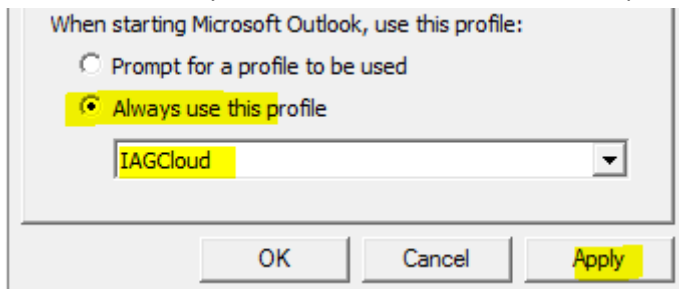 When starting Microsoft Outlook, use this profile:
Prompt for a profile to be used
Always use this profile
IAGCloud
OK Cancel Apply